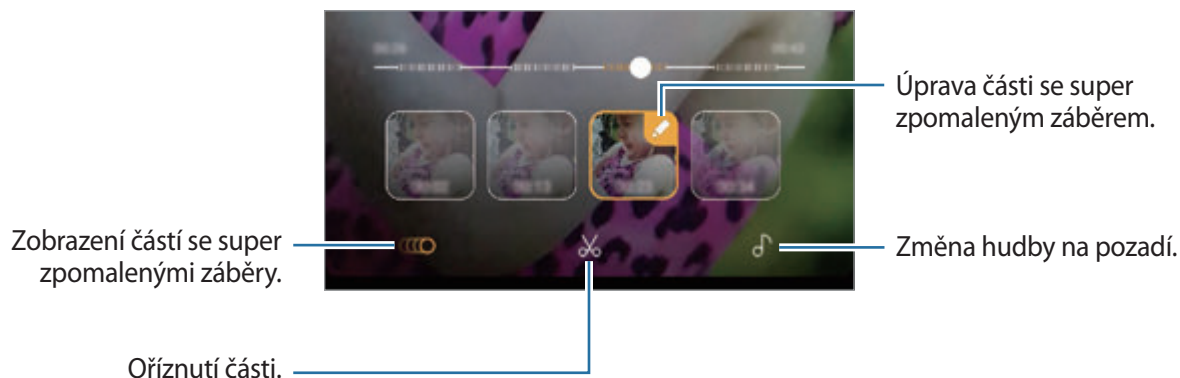 Úprava části se super
zpomaleným záběrem.
Zobrazení částí se super
zpomalenými záběry.
Změna hudby na pozadí.
Oříznutí části.